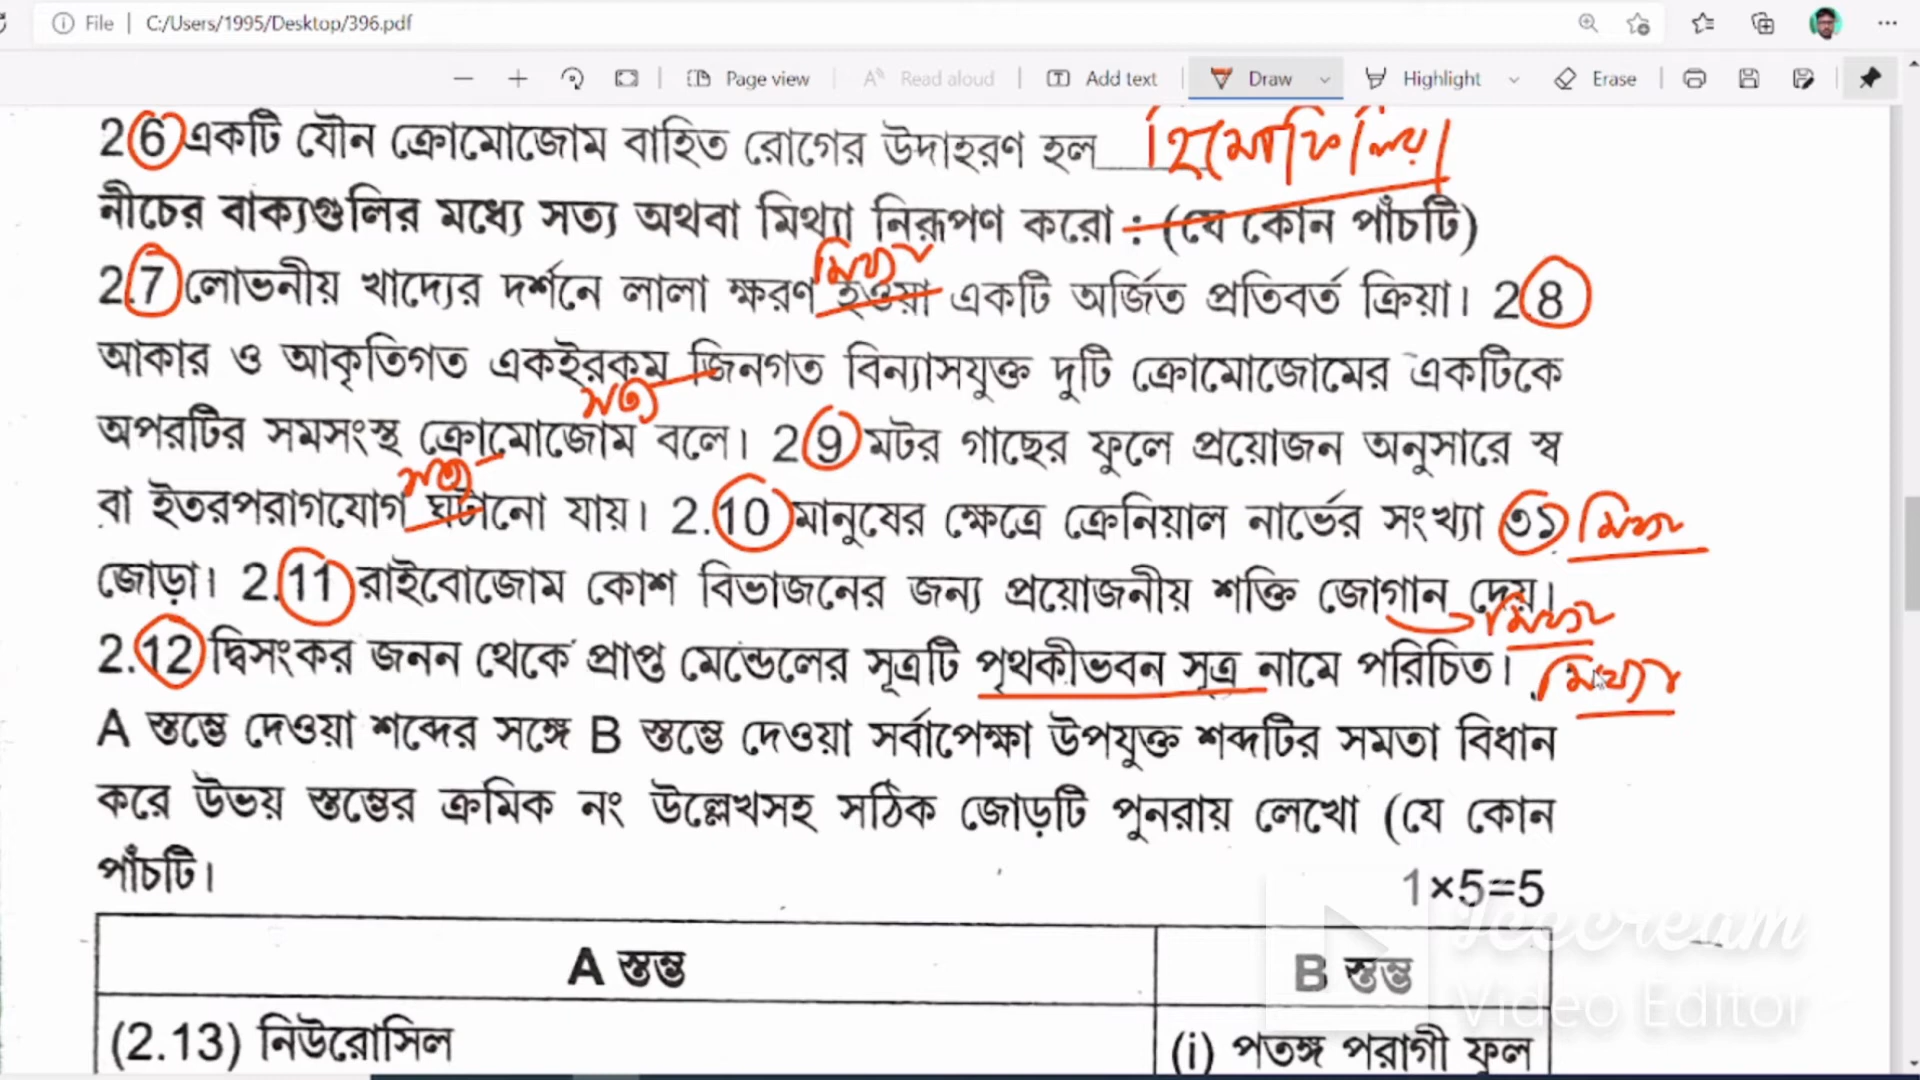 File | C:/Users/1995/Desktop/396.pdf
Page view Read aloud Add text Draw Highlight Erase
2.6 একটি যৌন ক্রোমোজোম বাহিত রোগের উদাহরণ হল____ হিমোফিলিয়া
নীচের বাক্যগুলির মধ্যে সত্য অথবা মিথ্যা নিরূপণ করো : (যে কোন পাঁচটি)
মিথ্যা
2.7 লোভনীয় খাদ্যের দর্শনে লালা ক্ষরণ হওয়া একটি অর্জিত প্রতিবর্ত ক্রিয়া। 2.8
আকার ও আকৃতিগত একইরকম জিনগত বিন্যাসযুক্ত দুটি ক্রোমোজোমের একটিকে
সত্য
অপরটির সমসংস্থ ক্রোমোজোম বলে। 2.9 মটর গাছের ফুলে প্রয়োজন অনুসারে স্ব
সত্য
বা ইতরপরাগযোগ ঘটানো যায়। 2.10 মানুষের ক্ষেত্রে ক্রেনিয়াল নার্ভের সংখ্যা ৩১ মিথ্যা
জোড়া। 2.11 রাইবোজোম কোশ বিভাজনের জন্য প্রয়োজনীয় শক্তি জোগান দেয়।
মিথ্যা
2.12 দ্বিসংকর জনন থেকে প্রাপ্ত মেন্ডেলের সূত্রটি পৃথকীভবন সূত্র নামে পরিচিত। মিথ্যা
A স্তম্ভে দেওয়া শব্দের সঙ্গে B স্তম্ভে দেওয়া সর্বাপেক্ষা উপযুক্ত শব্দটির সমতা বিধান
করে উভয় স্তম্ভের ক্রমিক নং উল্লেখসহ সঠিক জোড়টি পুনরায় লেখো (যে কোন
পাঁচটি।
1×5=5
A স্তম্ভ B স্তম্ভ
(2.13) নিউরোসিল (i) পতঙ্গ পরাগী ফুল
Icecream
Video Editor